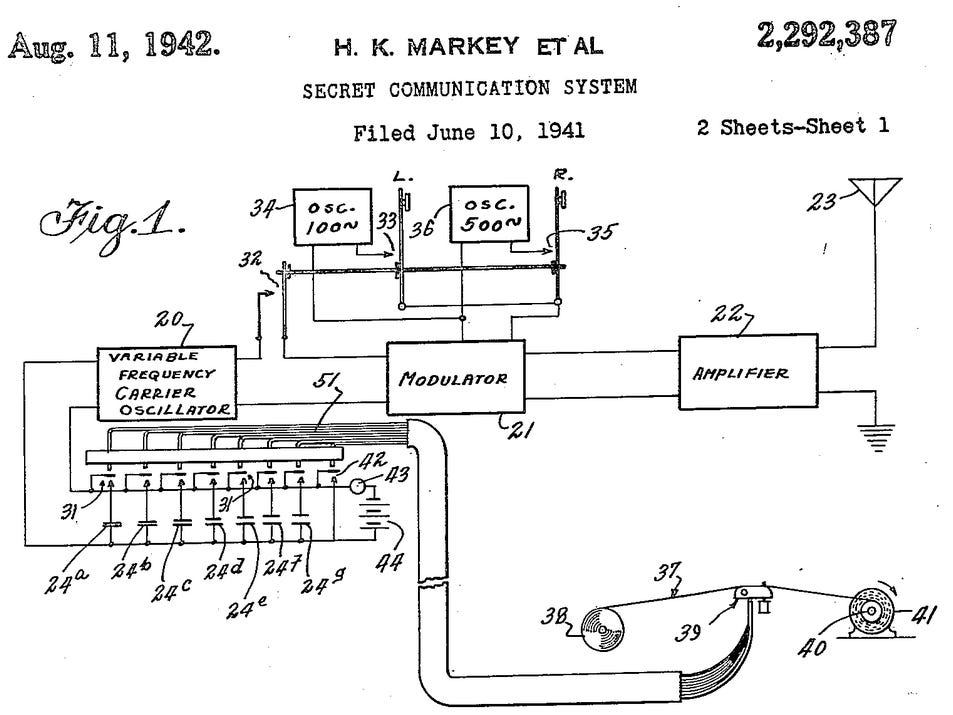 Aug. 11, 1942.
H. K. MARKEY ET AL
2,292,387
SECRET COMMUNICATION SYSTEM
Filed June 10, 1941
2 Sheets-Sheet 1
Fig. 1.
L.
R.
34
OSC.
100~
33
36
OSC.
500~
35
23
32
20
VARIABLE
FREQUENCY
CARRIER
OSCILLATOR
MODULATOR
21
22
AMPLIFIER
51
42
43
31
31
44
24a
24b
24c
24d
24e
24f
24g
37
38
39
40
41